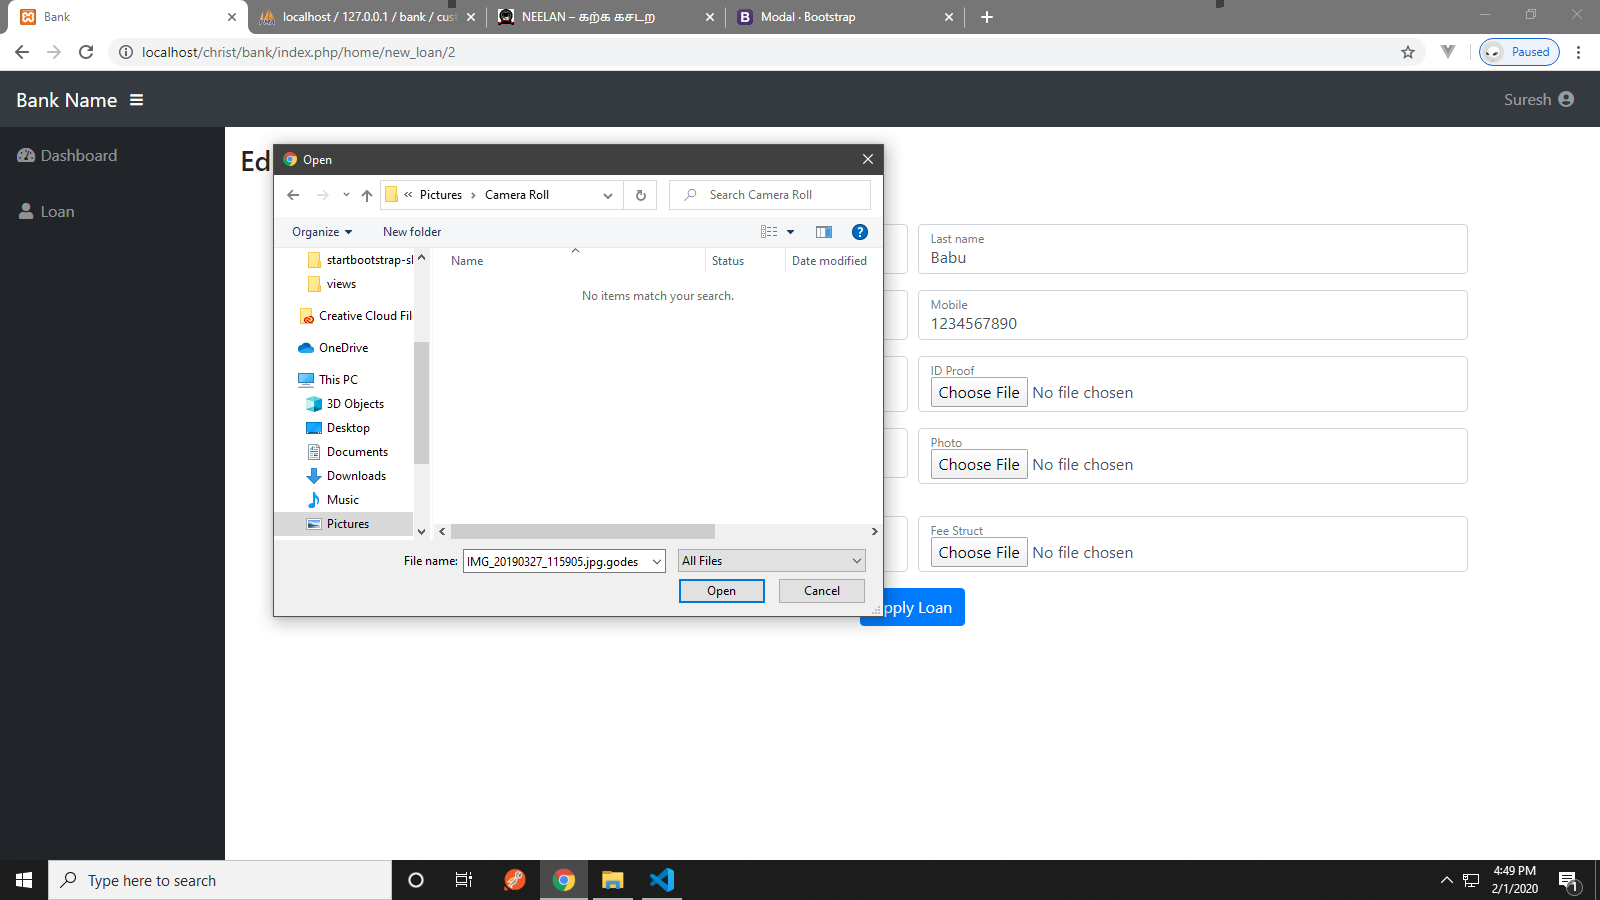 Bank
localhost / 127.0.0.1 / bank / cust
NEELAN – கற்க கசடற
Modal · Bootstrap
localhost/christ/bank/index.php/home/new_loan/2
Paused
Bank Name
Suresh
Dashboard
Loan
Ed
Open
« Pictures › Camera Roll
Search Camera Roll
Organize
New folder
startbootstrap-sl
views
Creative Cloud Fil
OneDrive
This PC
3D Objects
Desktop
Documents
Downloads
Music
Pictures
Name
Status
Date modified
No items match your search.
File name:
IMG_20190327_115905.jpg.godes
All Files
Open
Cancel
Last name
Babu
Mobile
1234567890
ID Proof
Choose File No file chosen
Photo
Choose File No file chosen
Fee Struct
Choose File No file chosen
pply Loan
Type here to search
4:49 PM
2/1/2020
1